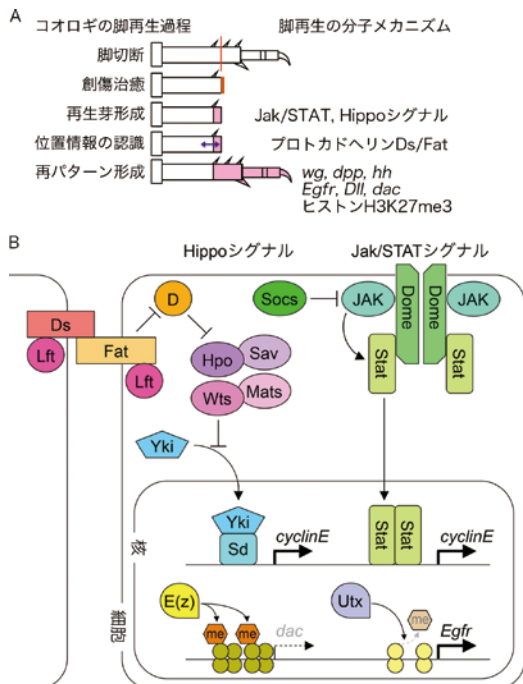 A
コオロギの脚再生過程 脚再生の分子メカニズム
脚切断
創傷治癒
再生芽形成 Jak/STAT, Hippoシグナル
位置情報の認識 プロトカドヘリンDs/Fat
再パターン形成 wg, dpp, hh
Egfr, Dll, dac
ヒストンH3K27me3
B
Hippoシグナル Jak/STATシグナル
D Socs JAK Dome Dome JAK
Ds
Fat
Lft
Lft
Hpo Sav
Wts Mats
Stat Stat
Yki
Yki
Sd
cyclinE
Stat Stat
cyclinE
核
細胞
E(z)
me me
dac
Utx
me
Egfr